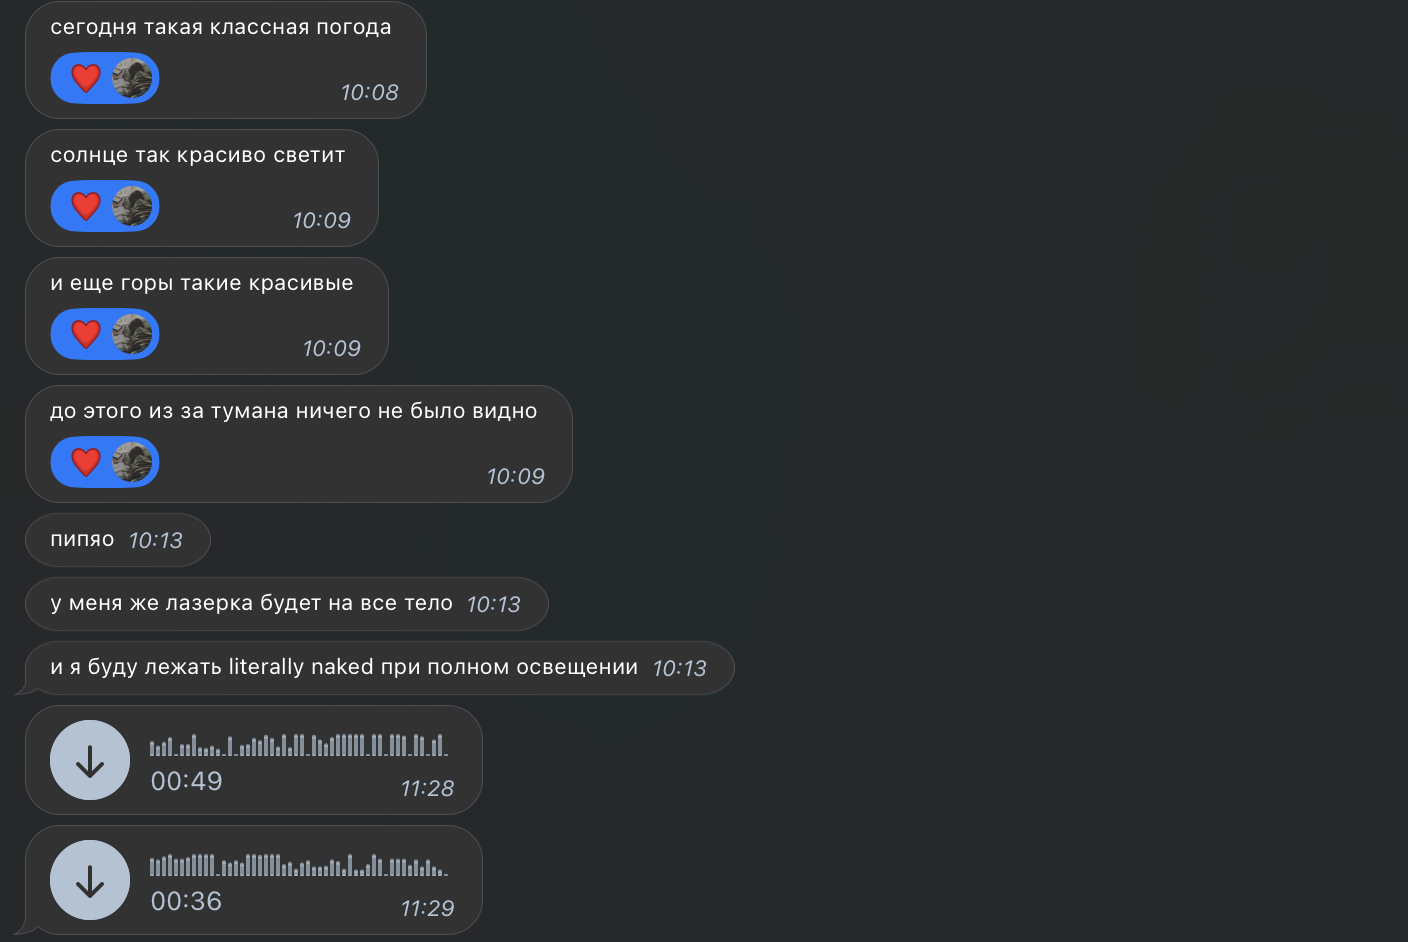 сегодня такая классная погода
10:08
солнце так красиво светит
10:09
и еще горы такие красивые
10:09
до этого из за тумана ничего не было видно
10:09
пипяо 10:13
у меня же лазерка будет на все тело 10:13
и я буду лежать literally naked при полном освещении 10:13
00:49 11:28
00:36 11:29